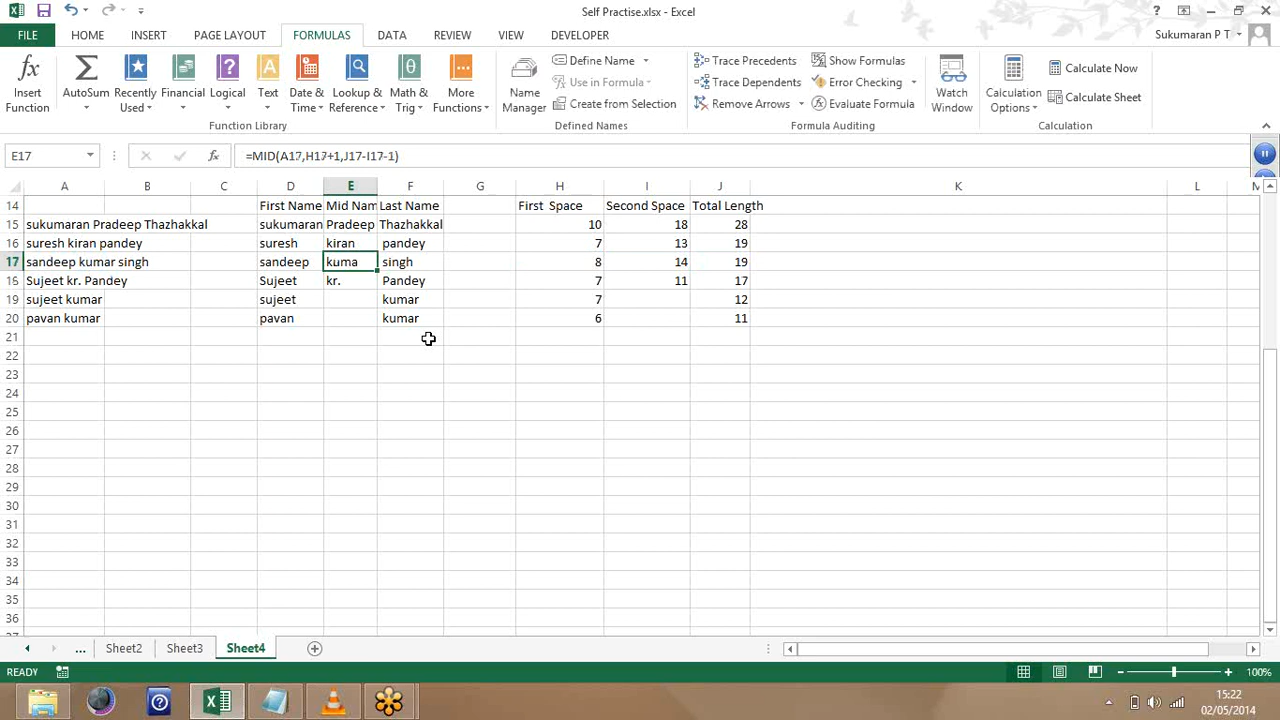 Self Practise.xlsx - Excel
FILE HOME INSERT PAGE LAYOUT FORMULAS DATA REVIEW VIEW DEVELOPER Sukumaran P T
Insert Function
AutoSum
Recently Used
Financial
Logical
Text
Date & Time
Lookup & Reference
Math & Trig
More Functions
Function Library
Name Manager
Define Name
Use in Formula
Create from Selection
Defined Names
Trace Precedents
Trace Dependents
Remove Arrows
Show Formulas
Error Checking
Evaluate Formula
Formula Auditing
Watch Window
Calculation Options
Calculate Now
Calculate Sheet
Calculation
E17 fx =MID(A17,H17+1,J17-I17-1)
A B C D E F G H I J K L M
14 First Name Mid Nam Last Name First Space Second Space Total Length
15 sukumaran Pradeep Thazhakkal sukumaran Pradeep Thazhakkal 10 18 28
16 suresh kiran pandey suresh kiran pandey 7 13 19
17 sandeep kumar singh sandeep kuma singh 8 14 19
18 Sujeet kr. Pandey Sujeet kr. Pandey 7 11 17
19 sujeet kumar sujeet kumar 7 12
20 pavan kumar pavan kumar 6 11
21
22
23
24
25
26
27
28
29
30
31
32
33
34
35
36
... Sheet2 Sheet3 Sheet4
READY 100%
15:22
02/05/2014